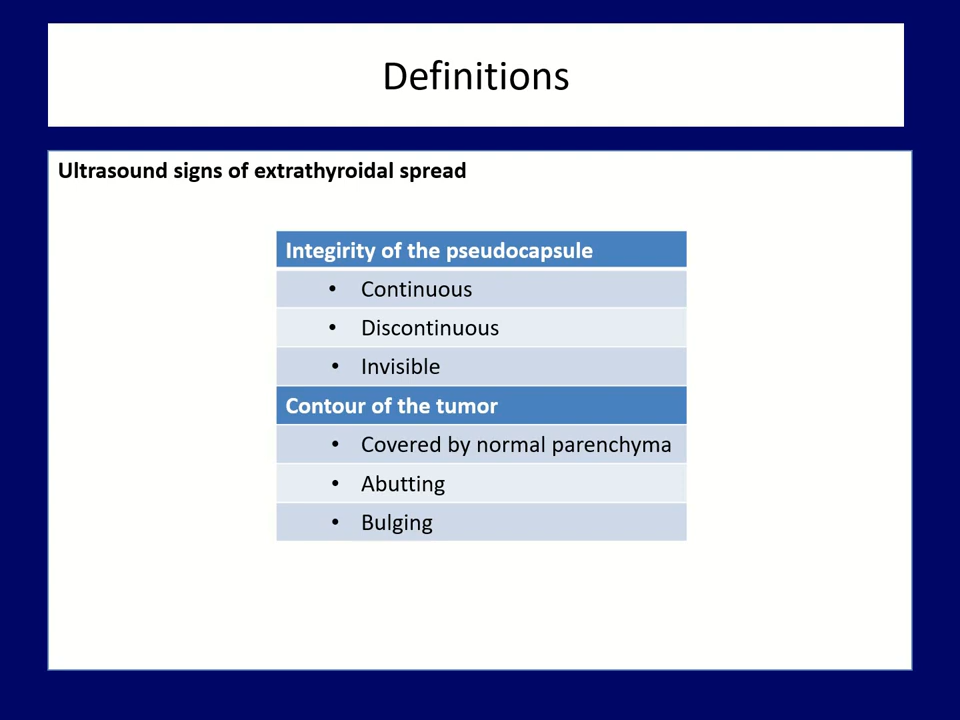 Definitions
Ultrasound signs of extrathyroidal spread
Integirity of the pseudocapsule
• Continuous
• Discontinuous
• Invisible
Contour of the tumor
• Covered by normal parenchyma
• Abutting
• Bulging